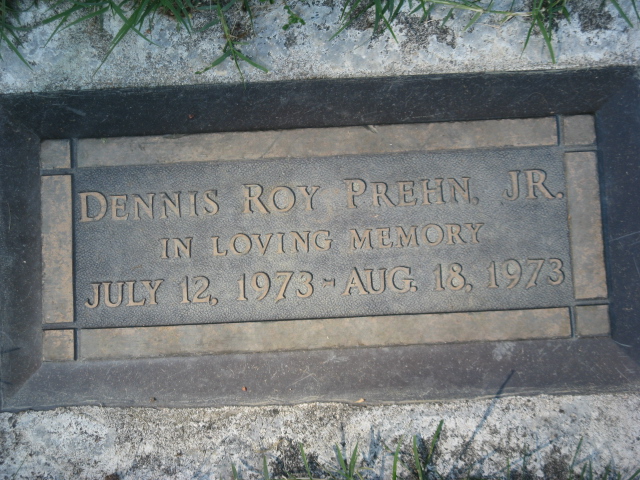 DENNIS ROY PREHN, JR.
IN LOVING MEMORY
JULY 12, 1973 - AUG. 18, 1973